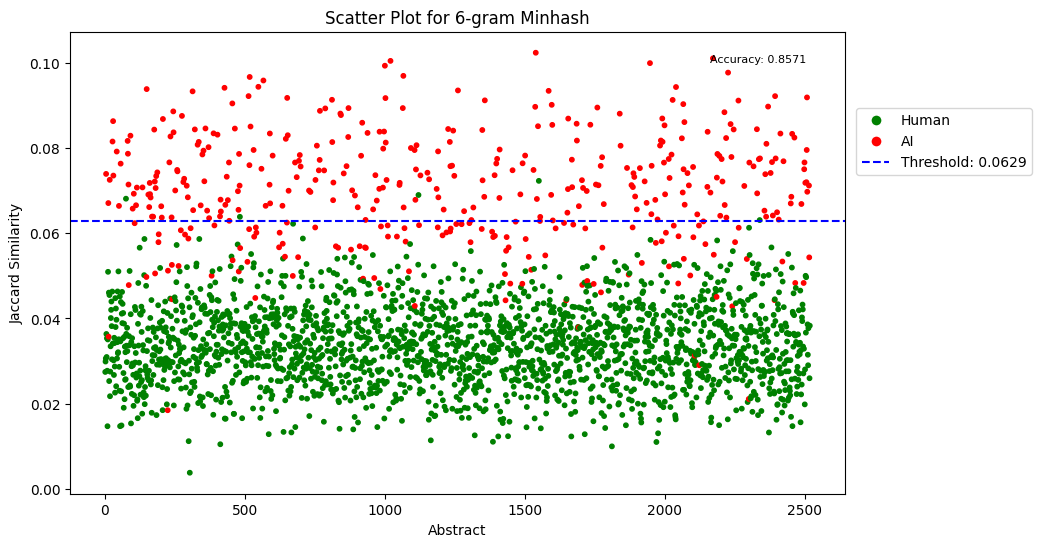 Scatter Plot for 6-gram Minhash
Accuracy: 0.8571
Human
AI
Threshold: 0.0629
Jaccard Similarity
0.10
0.08
0.06
0.04
0.02
0.00
0
500
1000
1500
2000
2500
Abstract